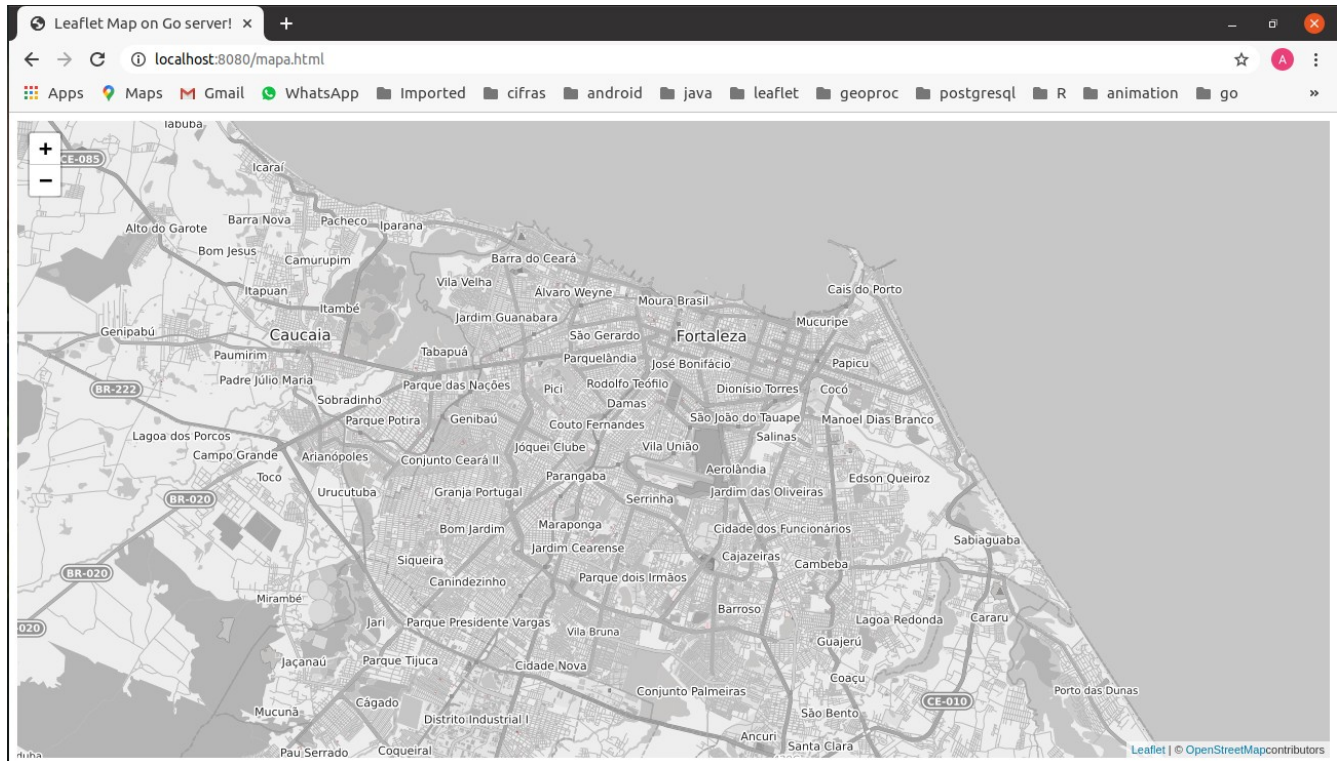 Leaflet Map on Go server! × +
localhost:8080/mapa.html
A
Apps Maps Gmail WhatsApp Imported cifras android java leaflet geoproc postgresql R animation go »
+
−
Tabuba
CE-085
Icaraí
Barra Nova
Pacheco
Iparana
Alto do Garote
Bom Jesus
Camurupim
Barra do Ceará
Vila Velha
Itapuan
Álvaro Weyne
Moura Brasil
Cais do Porto
Itambé
Jardim Guanabara
Mucuripe
Genipabú
Caucaia
São Gerardo
Fortaleza
Paumirim
Tabapuá
Parquelândia
José Bonifácio
Papicu
Padre Júlio Maria
BR-222
Parque das Nações
Pici
Rodolfo Teófilo
Dionísio Torres
Cocó
Sobradinho
Damas
Parque Potira
Genibaú
Couto Fernandes
São João do Tauape
Manoel Dias Branco
Lagoa dos Porcos
Salinas
Campo Grande
Arianópoles
Conjunto Ceará II
Jóquei Clube
Vila União
Toco
Parangaba
Aerolândia
Edson Queiroz
BR-020
Urucutuba
Granja Portugal
Serrinha
Jardim das Oliveiras
Bom Jardim
Maraponga
Cidade dos Funcionários
Sabiaguaba
Siqueira
Jardim Cearense
Cajazeiras
Cambeba
BR-020
Canindezinho
Parque dois Irmãos
Mirambé
Barroso
Lagoa Redonda
Cararu
020
Jari
Parque Presidente Vargas
Vila Bruna
Guajerú
Jaçanaú
Parque Tijuca
Cidade Nova
Coaçu
Conjunto Palmeiras
Porto das Dunas
Cágado
CE-010
Mucunã
Distrito Industrial I
São Bento
Ancuri
Santa Clara
Pau Serrado
Coqueiral
Leaflet | © OpenStreetMapcontributors